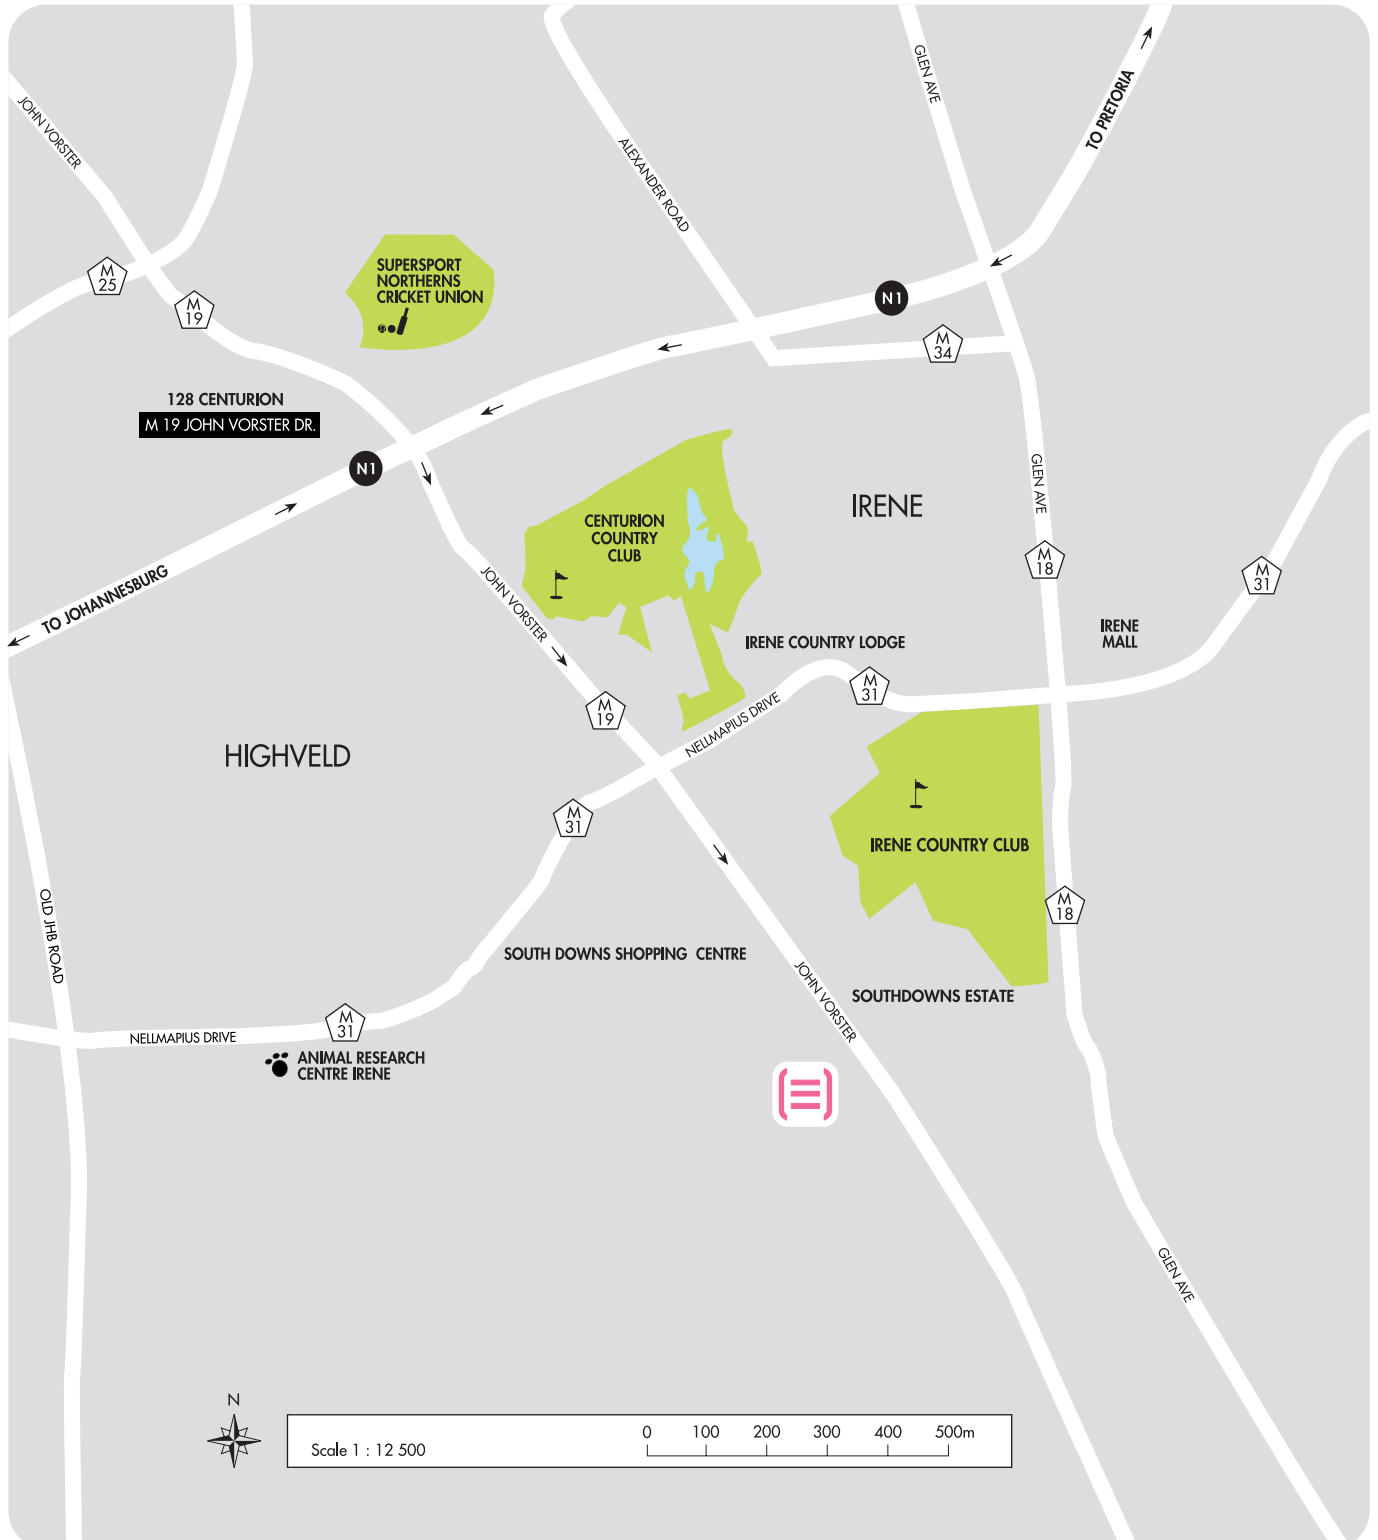 JOHN VORSTER
GLEN AVE
TO PRETORIA
ALEXANDER ROAD
M
25
M
19
SUPERSPORT
NORTHERNS
CRICKET UNION
N1
M
34
128 CENTURION
M 19 JOHN VORSTER DR.
N1
CENTURION
COUNTRY
CLUB
IRENE
GLEN AVE
M
18
M
31
TO JOHANNESBURG
JOHN VORSTER
IRENE COUNTRY LODGE
IRENE
MALL
M
31
M
19
NELLMAPIUS DRIVE
HIGHVELD
M
31
IRENE COUNTRY CLUB
M
18
OLD JHB ROAD
SOUTH DOWNS SHOPPING CENTRE
JOHN VORSTER
SOUTHDOWNS ESTATE
M
31
NELLMAPIUS DRIVE
ANIMAL RESEARCH
CENTRE IRENE
GLEN AVE
N
Scale 1 : 12 500
0 100 200 300 400 500m